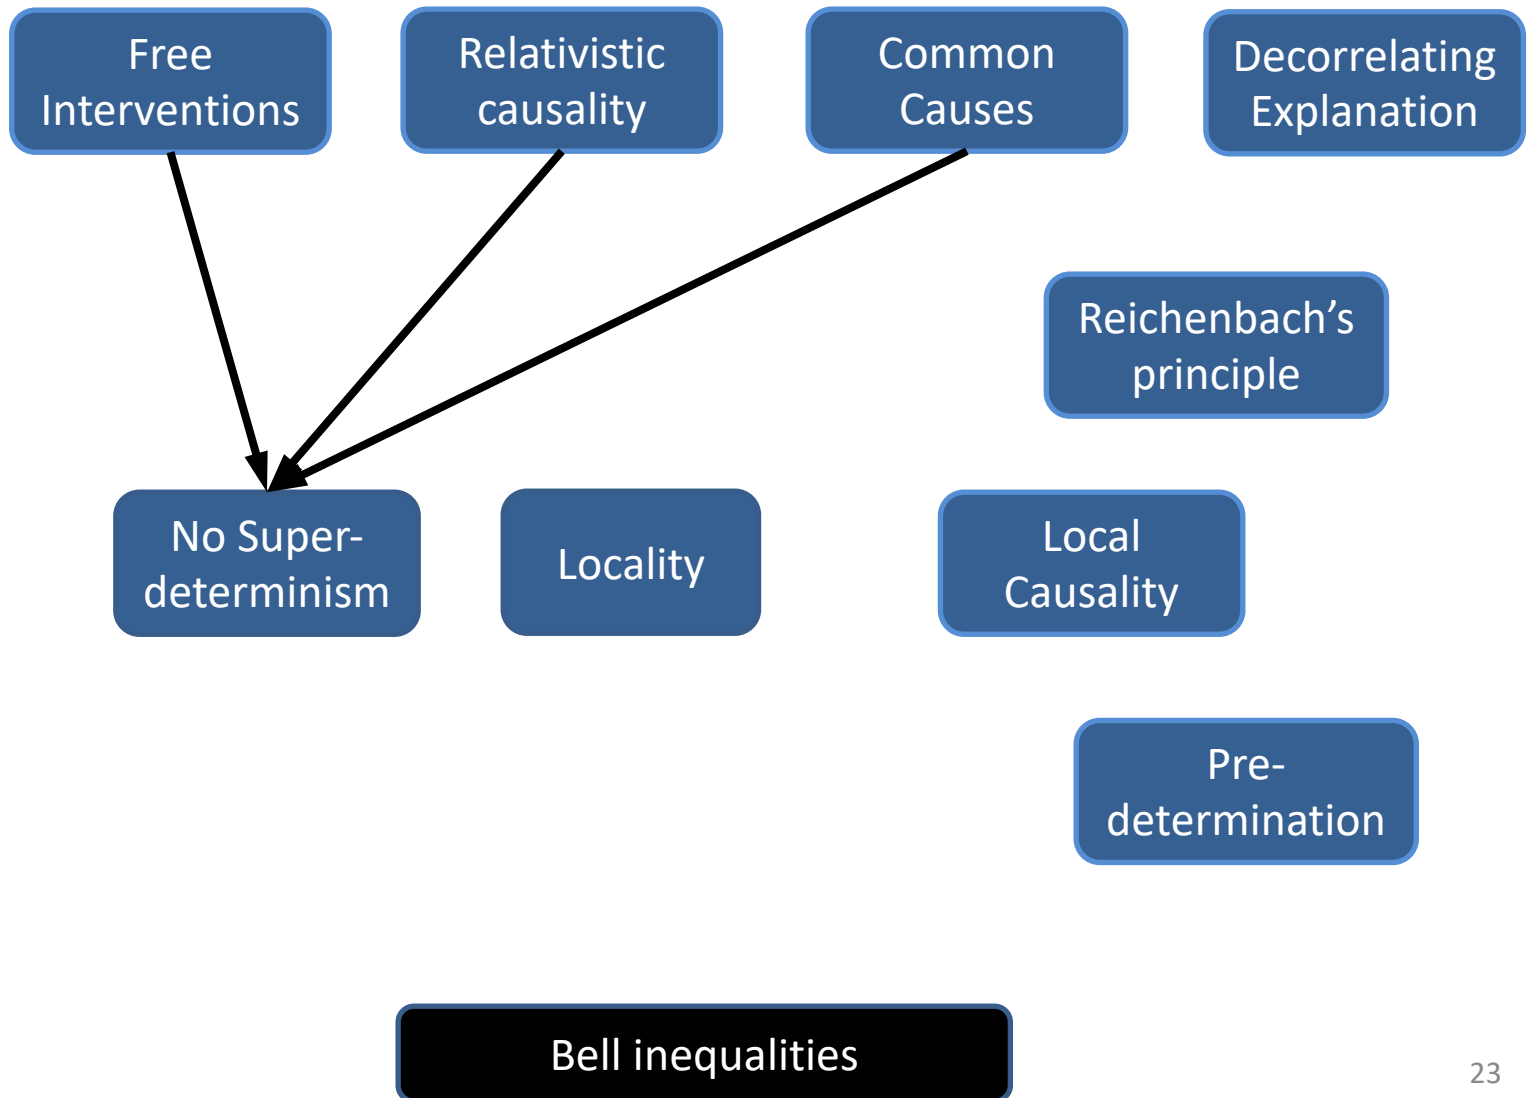 Free
Interventions
Relativistic
causality
Common
Causes
Decorrelating
Explanation
Reichenbach’s
principle
No Super-
determinism
Locality
Local
Causality
Pre-
determination
Bell inequalities
23